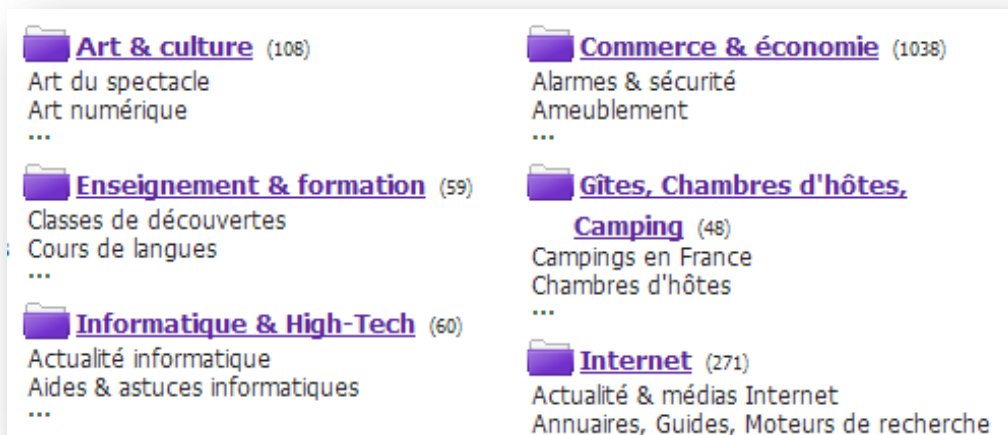 Art & culture (108)
Art du spectacle
Art numérique
...
Enseignement & formation (59)
Classes de découvertes
Cours de langues
...
Informatique & High-Tech (60)
Actualité informatique
Aides & astuces informatiques
...
Commerce & économie (1038)
Alarmes & sécurité
Ameublement
...
Gîtes, Chambres d'hôtes,
Camping (48)
Campings en France
Chambres d'hôtes
...
Internet (271)
Actualité & médias Internet
Annuaires, Guides, Moteurs de recherche